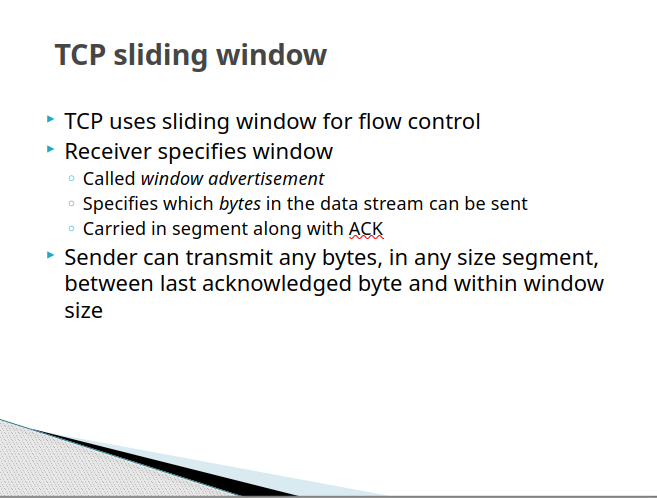 TCP sliding window
TCP uses sliding window for flow control
Receiver specifies window
Called window advertisement
Specifies which bytes in the data stream can be sent
Carried in segment along with ACK
Sender can transmit any bytes, in any size segment,
between last acknowledged byte and within window
size